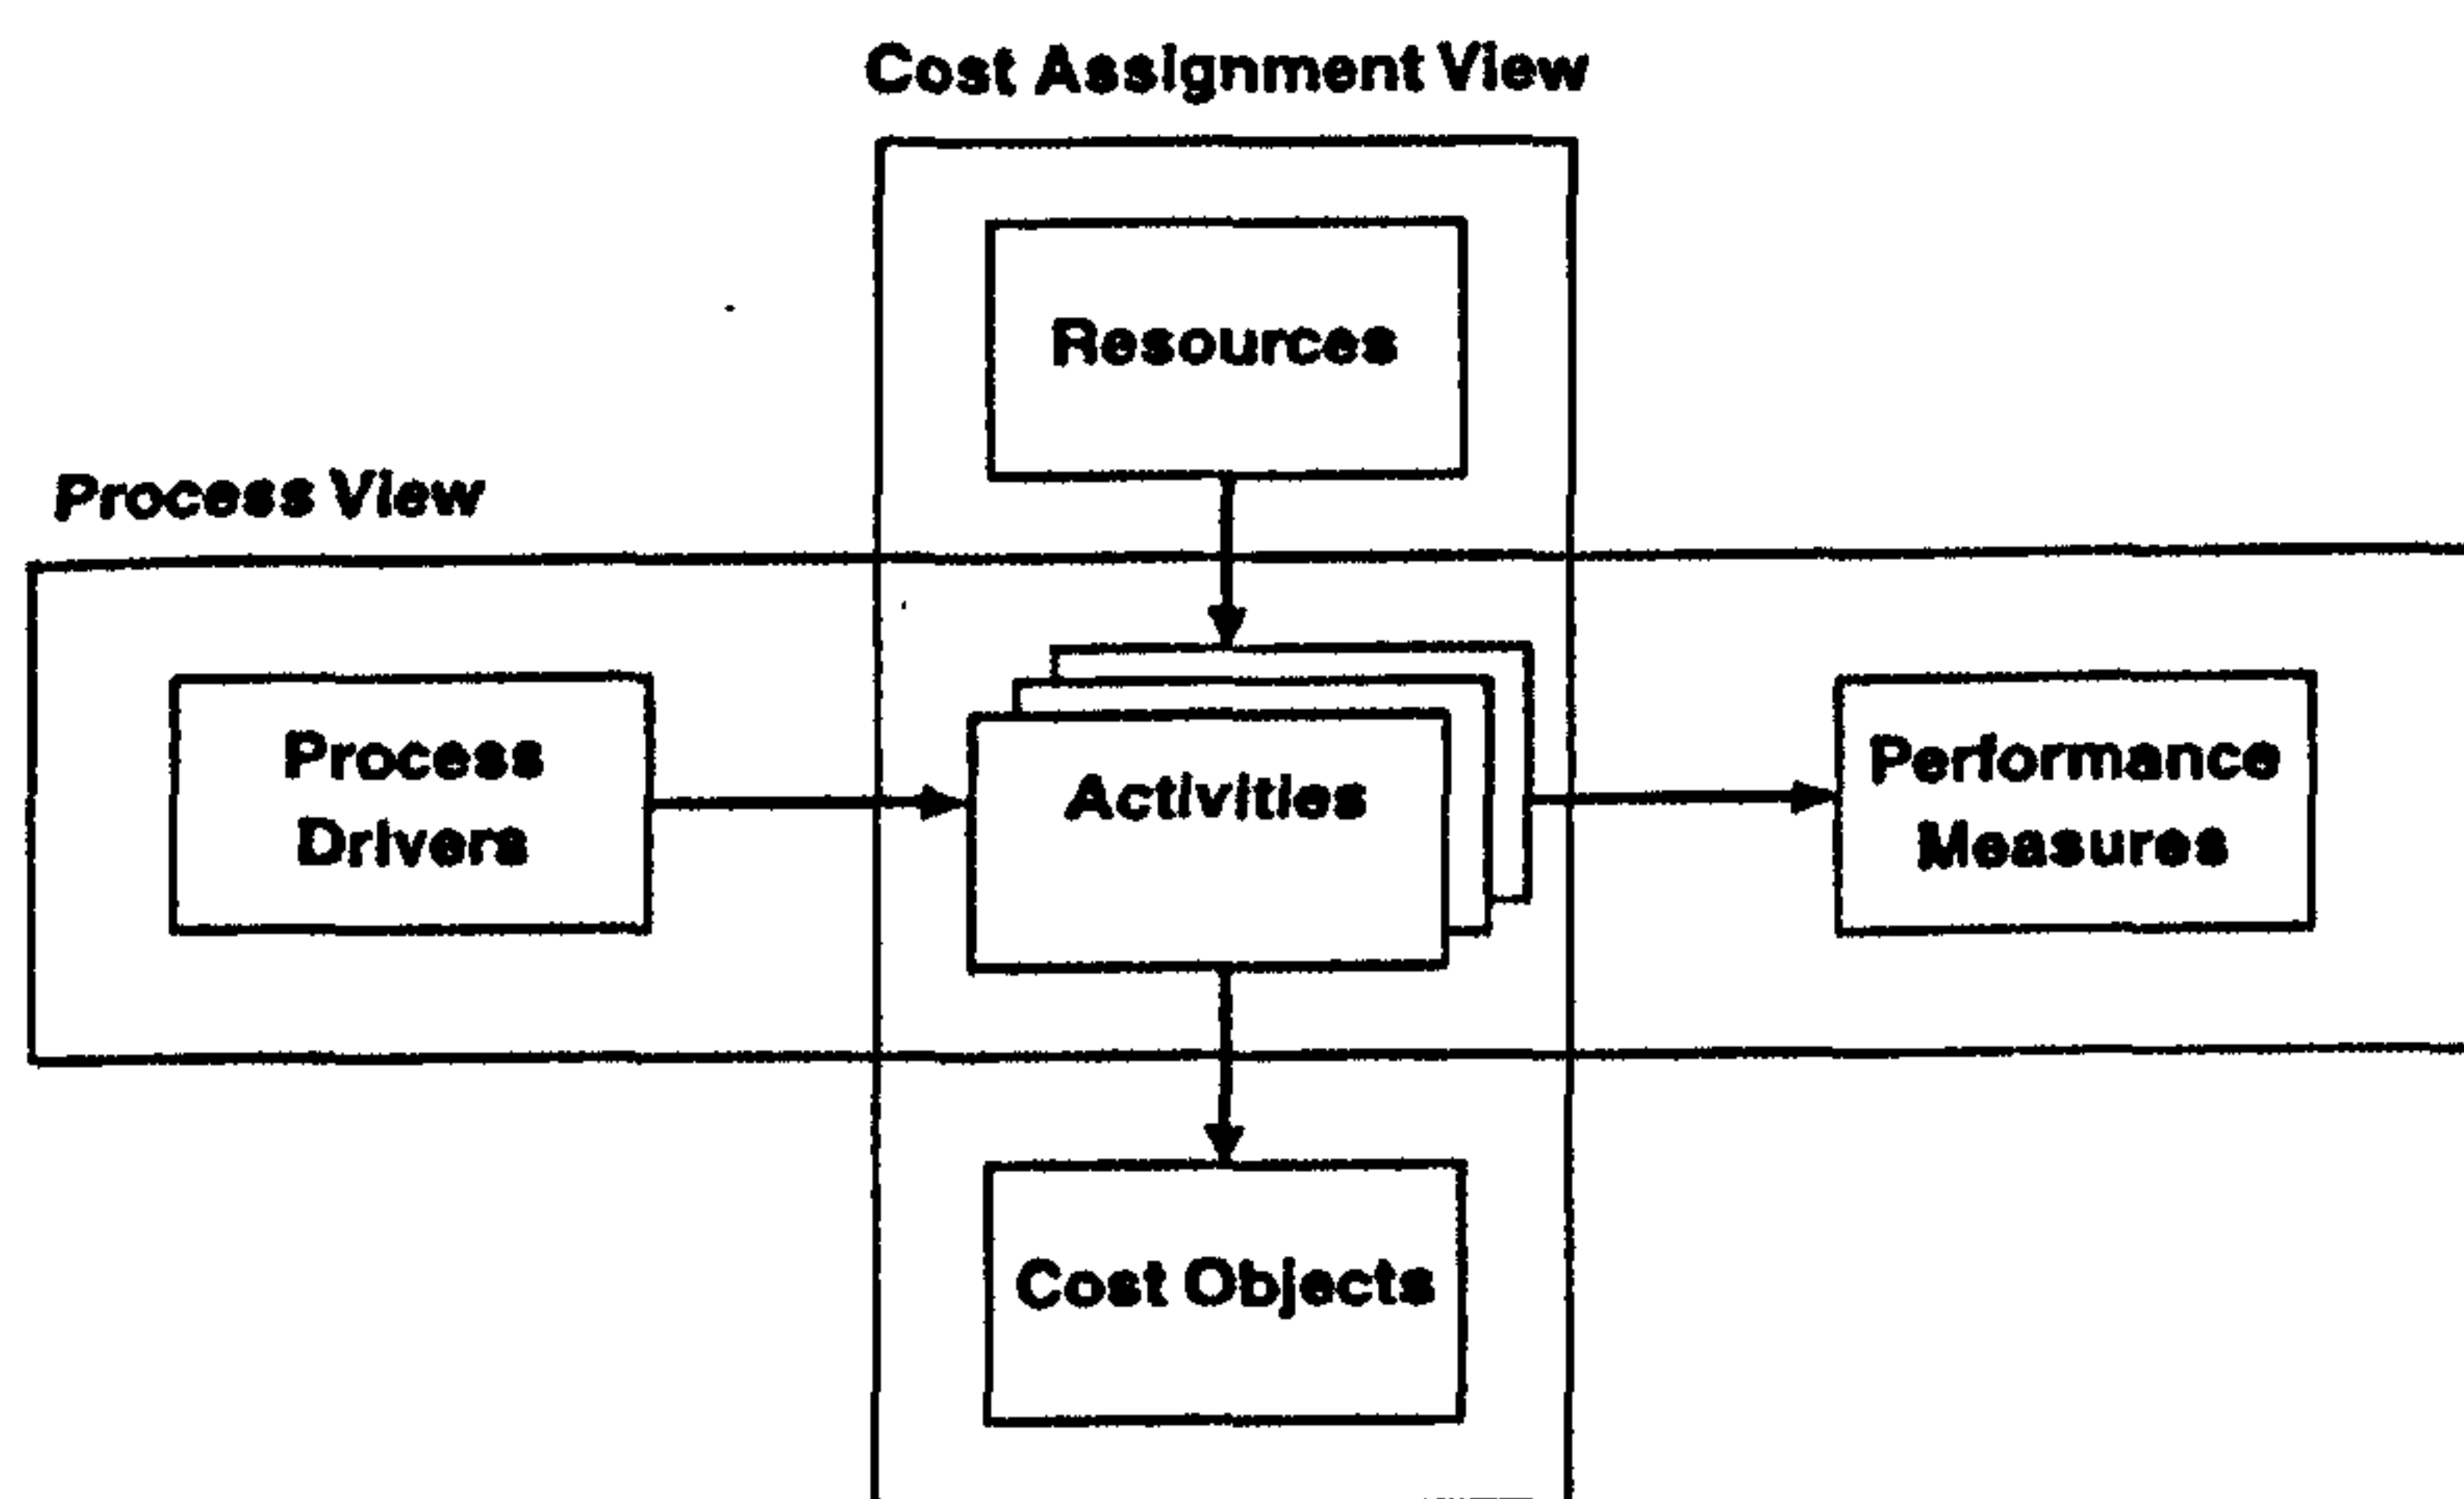 Cost Assignment View
Resources
Process View
Process
Drivers
Activities
Performance
Measures
Cost Objects